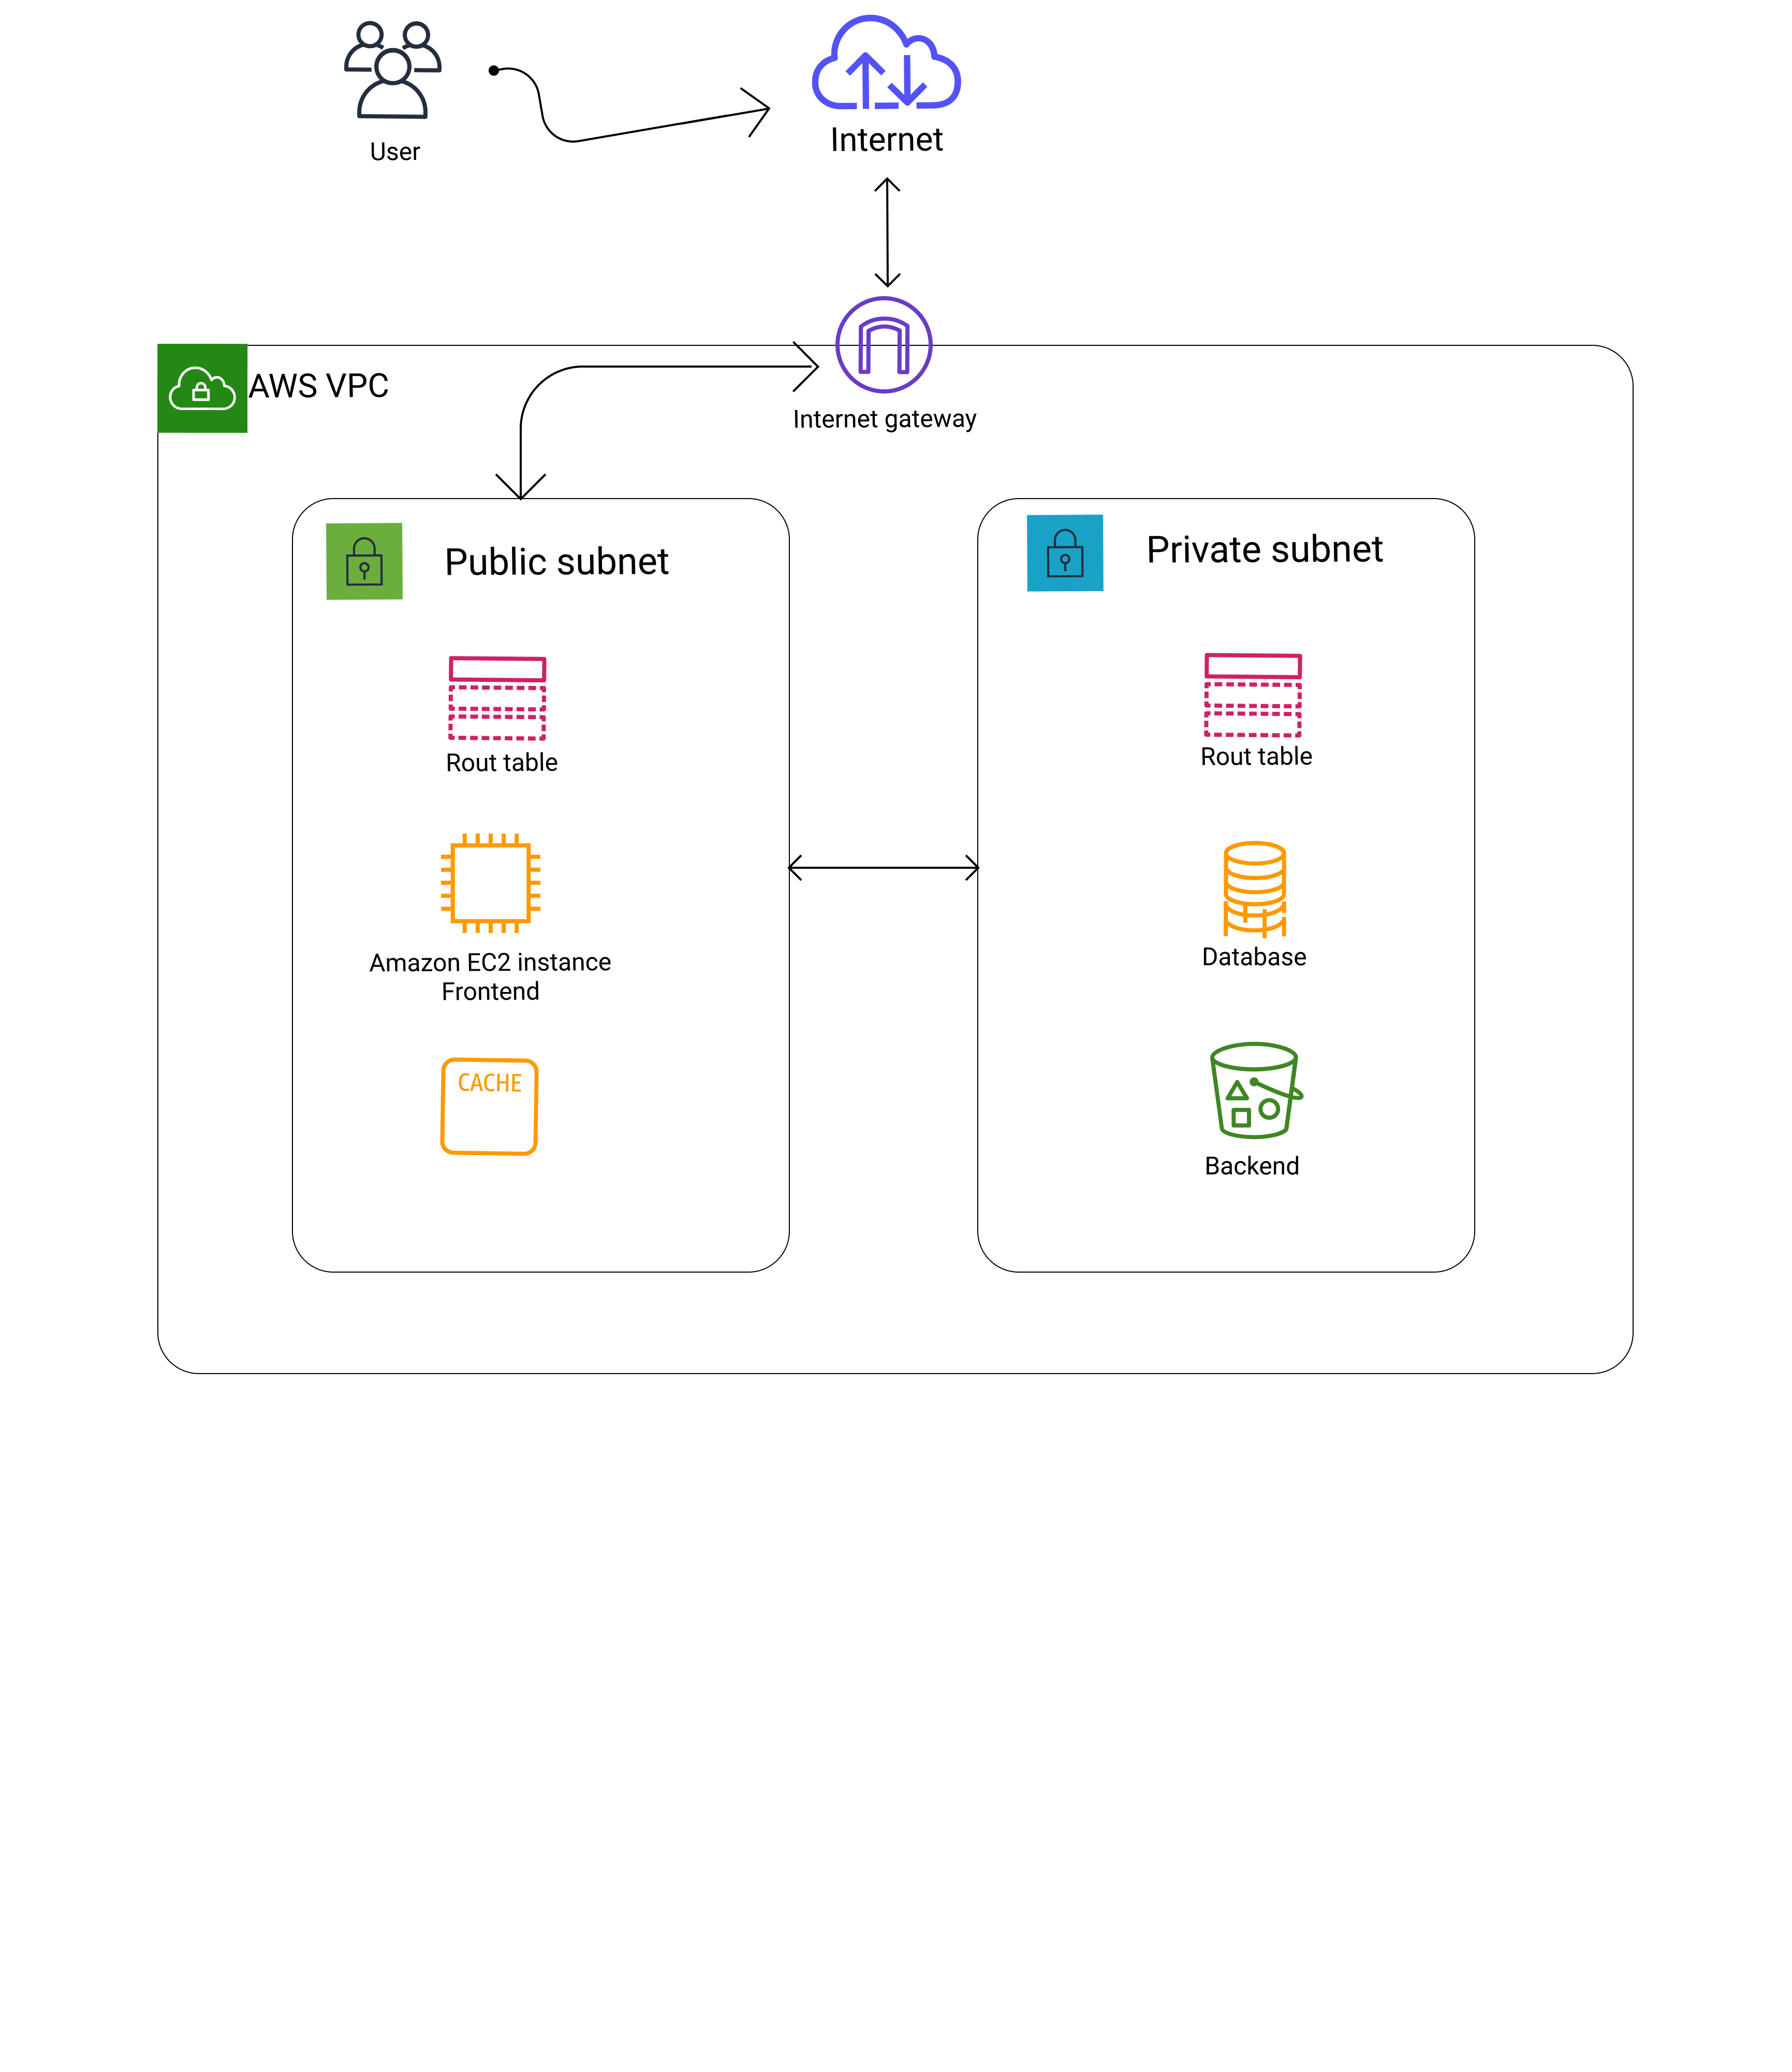 User
Internet
AWS VPC
Internet gateway
Public subnet
Private subnet
Rout table
Rout table
Amazon EC2 instance
Frontend
Database
CACHE
Backend